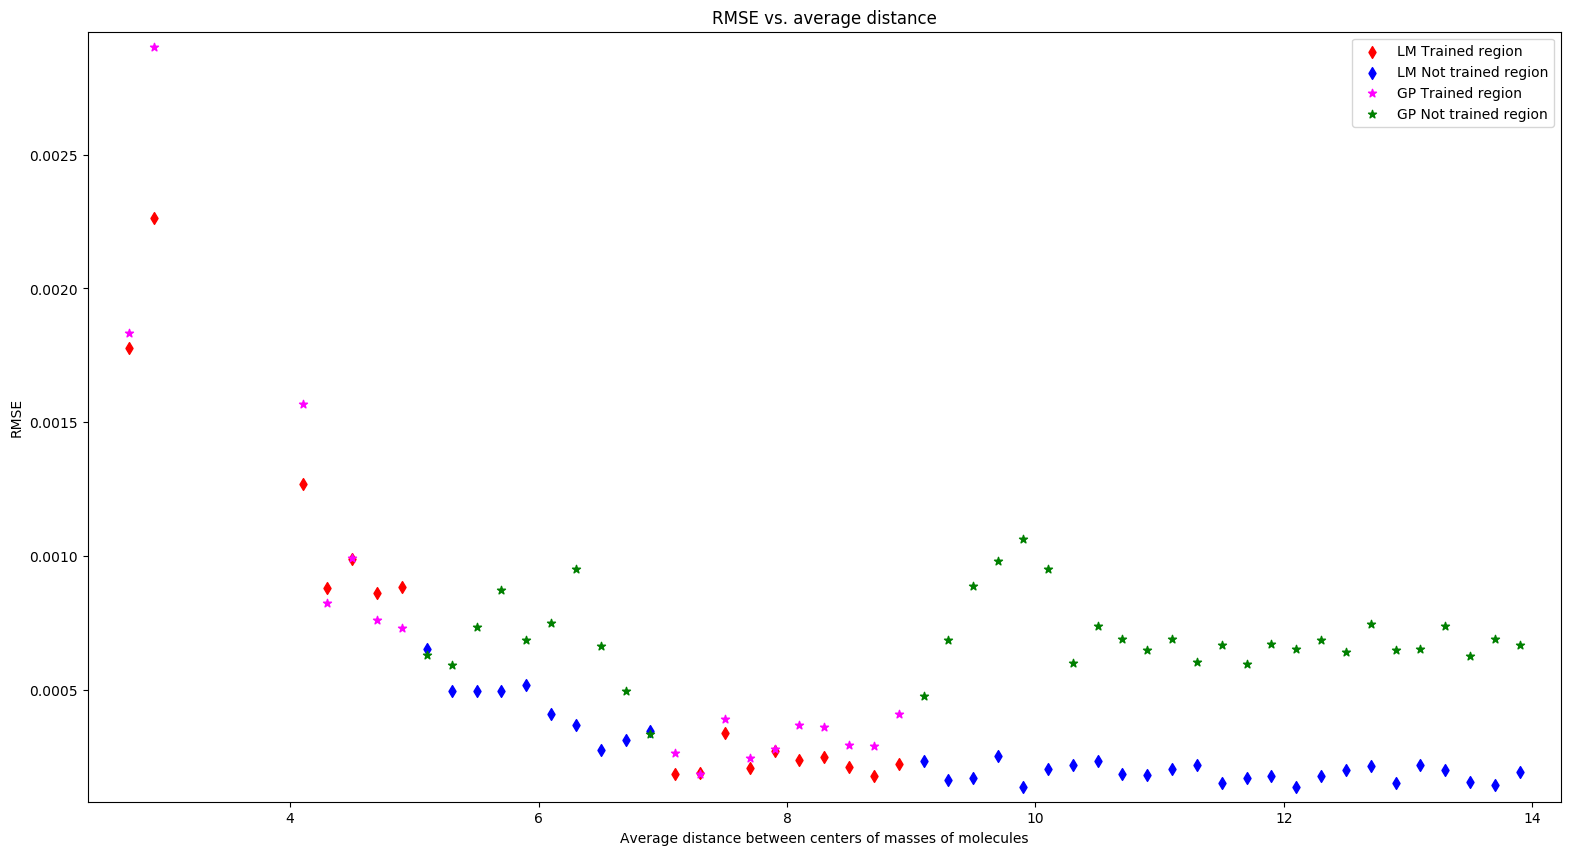 RMSE vs. average distance
LM Trained region
LM Not trained region
GP Trained region
GP Not trained region
0.0025
0.0020
0.0015
0.0010
0.0005
RMSE
4
6
8
10
12
14
Average distance between centers of masses of molecules